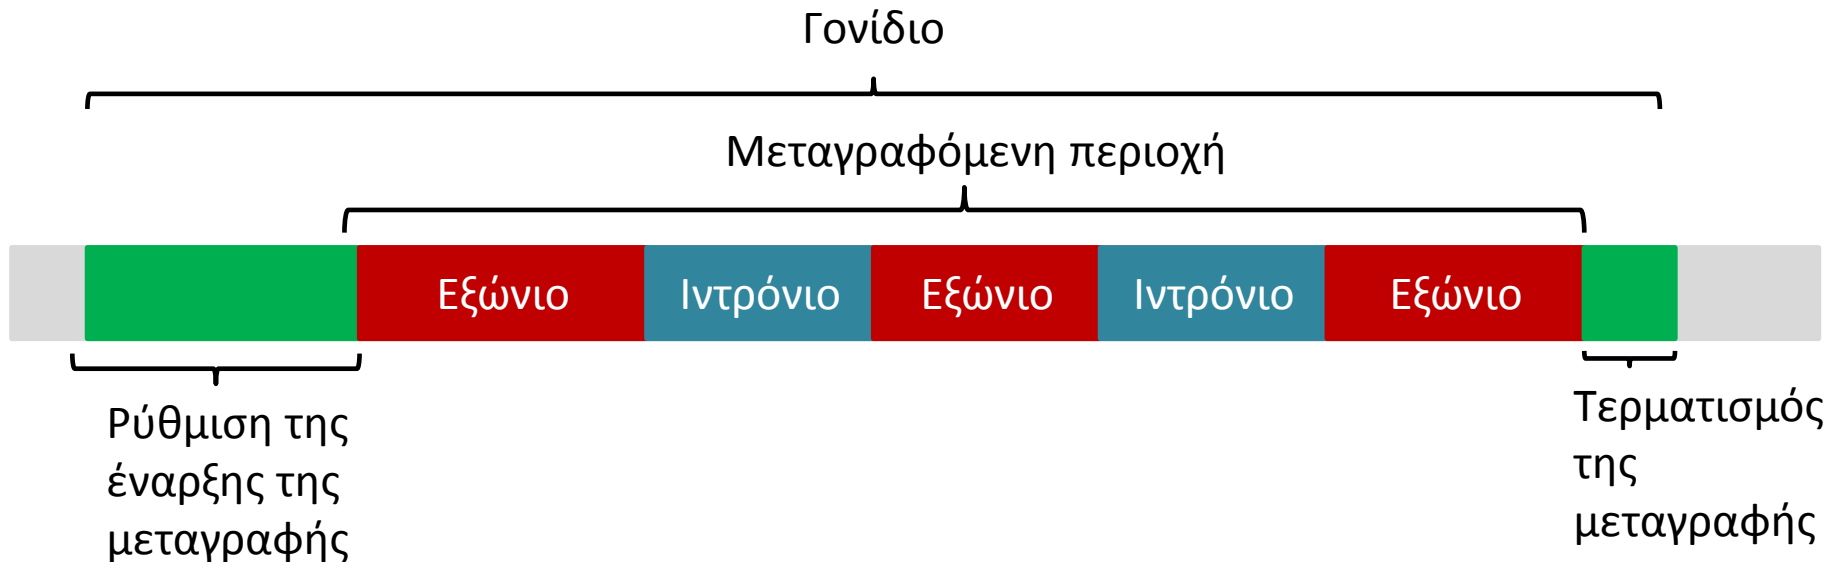 Γονίδιο
Μεταγραφόμενη περιοχή
Εξώνιο Ιντρόνιο Εξώνιο Ιντρόνιο Εξώνιο
Ρύθμιση της
έναρξης της
μεταγραφής
Τερματισμός
της
μεταγραφής